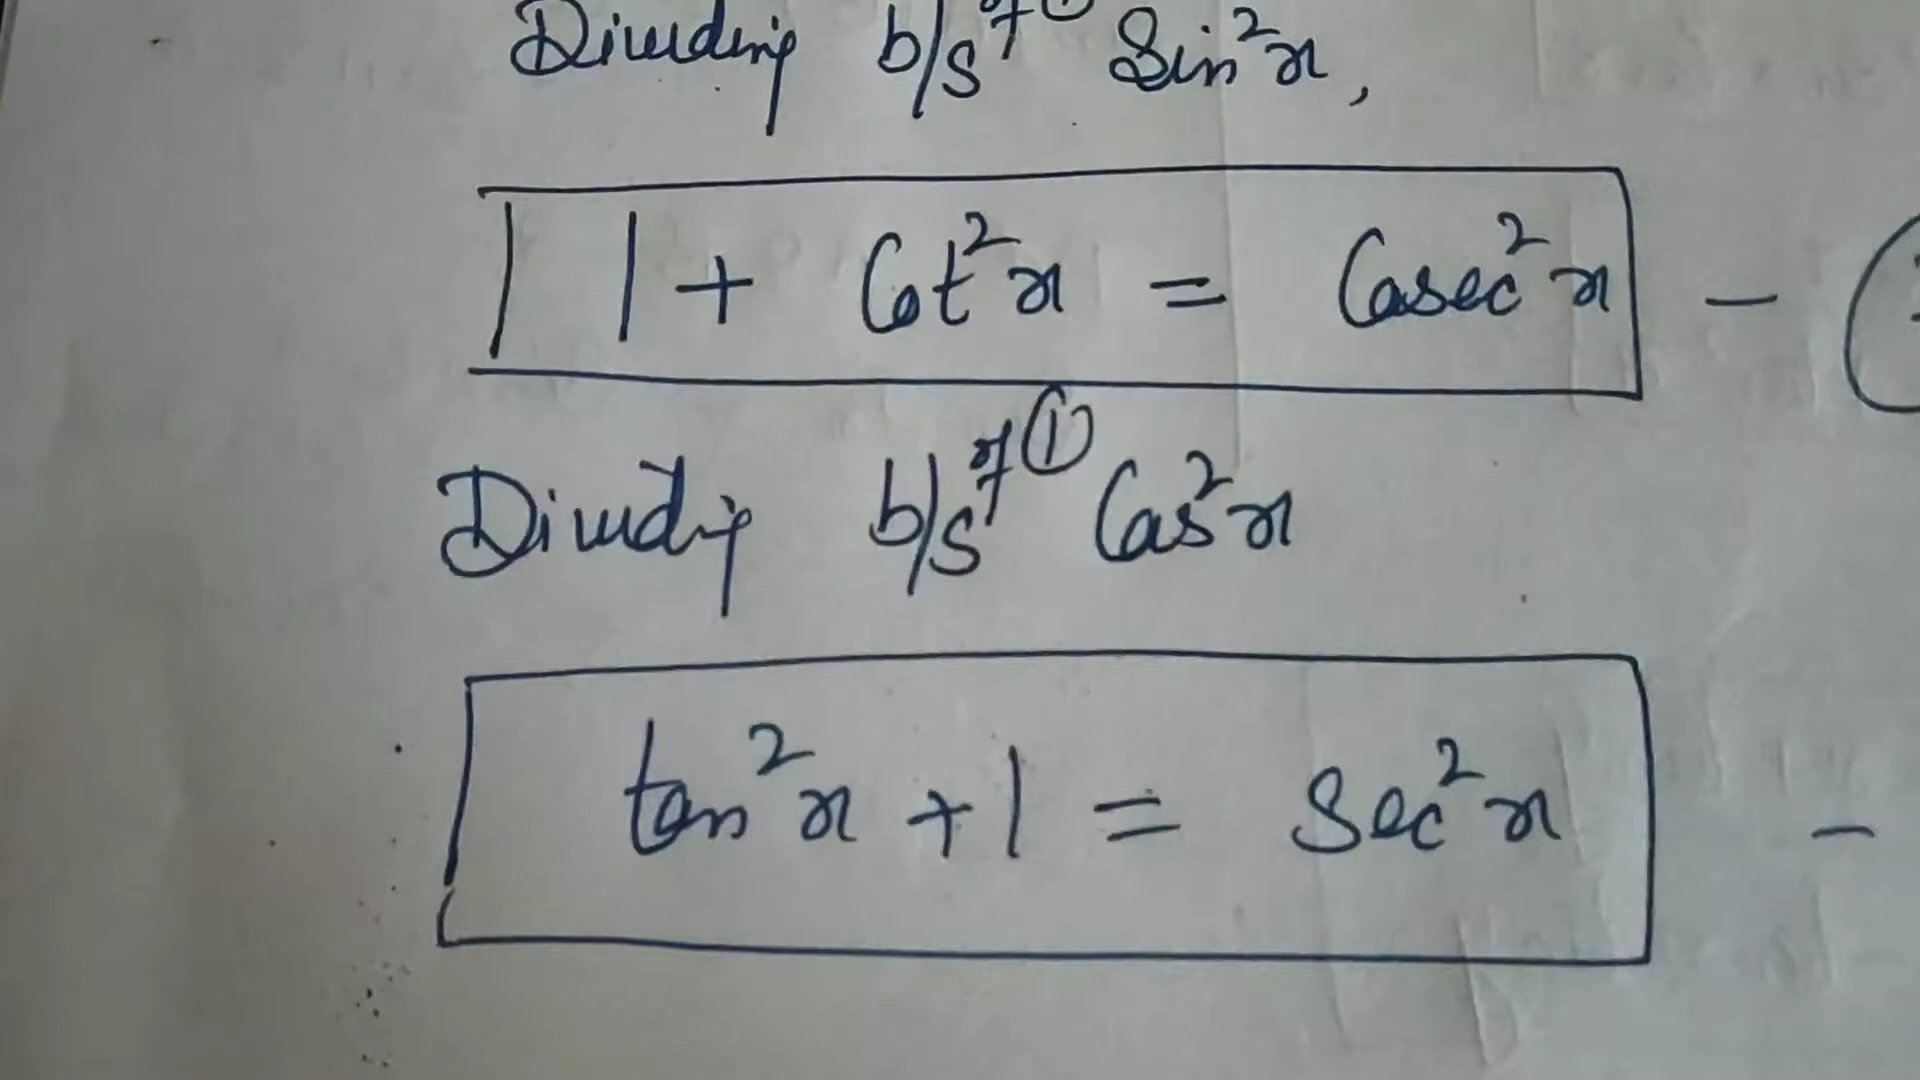 Dividing b/s of ① Sin²x,
1 + Cot²x = Cosec²x -
Dividing b/s of ① Cos²x
tan²x + 1 = Sec²x -